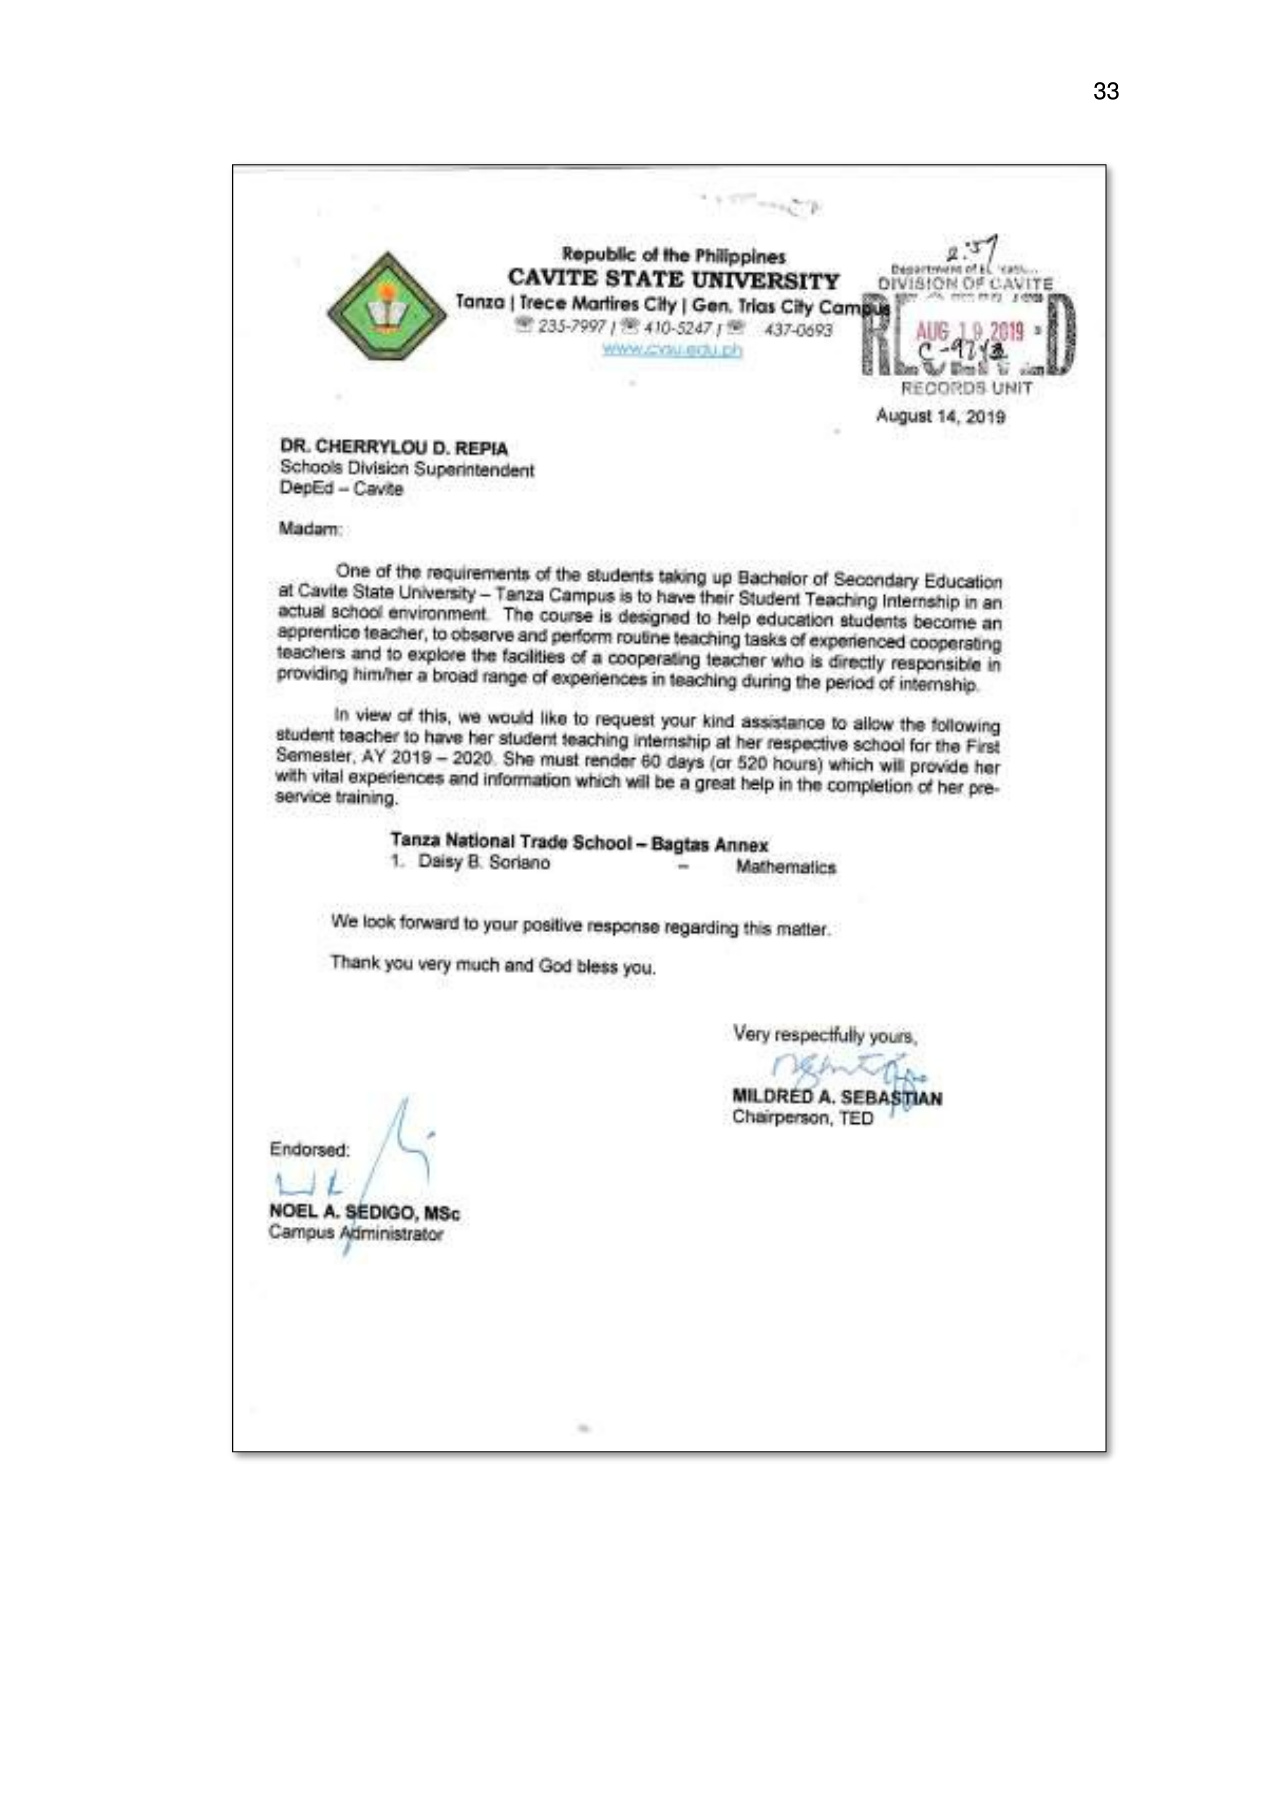 33
Republic of the Philippines
CAVITE STATE UNIVERSITY
Tanza | Trece Martires City | Gen. Trias City Campus
235-7997 / 410-5247 / 437-0693
www.cvsu.edu.ph
2:57
Department of
DIVISION OF CAVITE
RECEIVED
AUG 19 2019
RECORDS UNIT
August 14, 2019
DR. CHERRYLOU D. REPIA
Schools Division Superintendent
DepEd – Cavite
Madam:
One of the requirements of the students taking up Bachelor of Secondary Education
at Cavite State University – Tanza Campus is to have their Student Teaching Internship in an
actual school environment. The course is designed to help education students become an
apprentice teacher, to observe and perform routine teaching tasks of experienced cooperating
teachers and to explore the facilities of a cooperating teacher who is directly responsible in
providing him/her a broad range of experiences in teaching during the period of internship.
In view of this, we would like to request your kind assistance to allow the following
student teacher to have her student teaching internship at her respective school for the First
Semester, AY 2019 – 2020. She must render 60 days (or 520 hours) which will provide her
with vital experiences and information which will be a great help in the completion of her pre-
service training.
Tanza National Trade School – Bagtas Annex
1. Daisy B. Soriano – Mathematics
We look forward to your positive response regarding this matter.
Thank you very much and God bless you.
Very respectfully yours,
MILDRED A. SEBASTIAN
Chairperson, TED
Endorsed:
NOEL A. SEDIGO, MSc
Campus Administrator